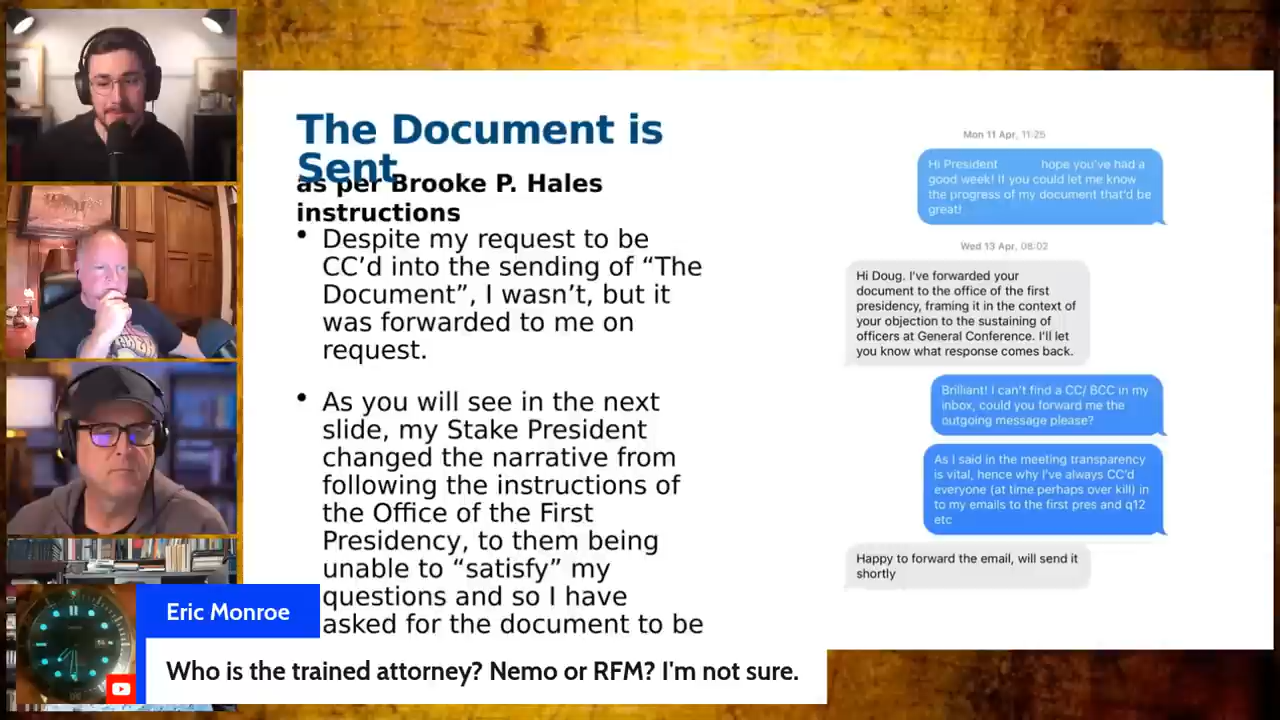 The Document is
Sent
as per Brooke P. Hales
instructions
• Despite my request to be
CC’d into the sending of “The
Document”, I wasn’t, but it
was forwarded to me on
request.
• As you will see in the next
slide, my Stake President
changed the narrative from
following the instructions of
the Office of the First
Presidency, to them being
unable to “satisfy” my
questions and so I have
asked for the document to be
Mon 11 Apr, 11:25
Hi President hope you've had a
good week! If you could let me know
the progress of my document that'd be
great!
Wed 13 Apr, 08:02
Hi Doug. I've forwarded your
document to the office of the first
presidency, framing it in the context of
your objection to the sustaining of
officers at General Conference. I'll let
you know what response comes back.
Brilliant! I can't find a CC/ BCC in my
inbox, could you forward me the
outgoing message please?
As I said in the meeting transparency
is vital, hence why I've always CC'd
everyone (at time perhaps over kill) in
to my emails to the first pres and q12
etc
Happy to forward the email, will send it
shortly
Eric Monroe
Who is the trained attorney? Nemo or RFM? I'm not sure.